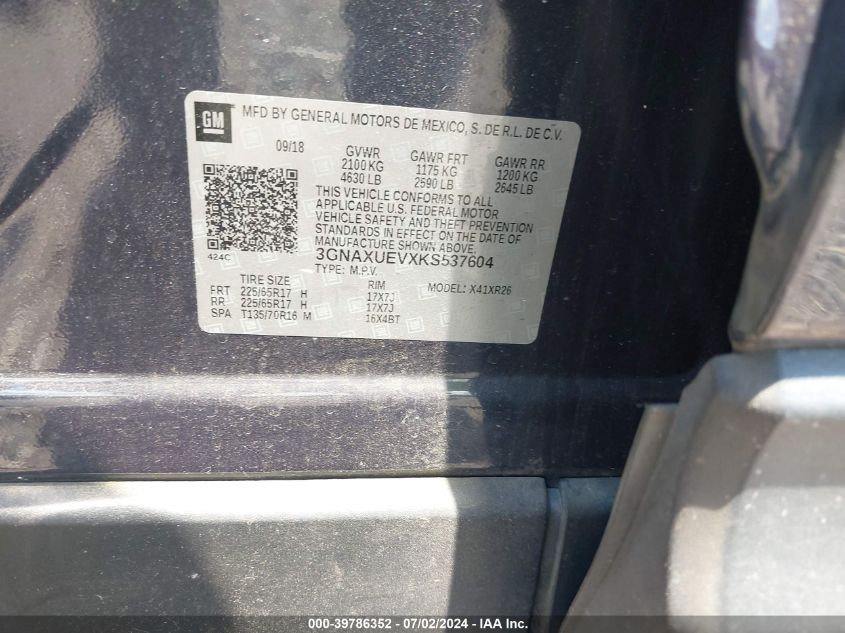 GM MFD BY GENERAL MOTORS DE MEXICO, S. DE R.L. DE C.V.
09/18 GVWR GAWR FRT GAWR RR
2100 KG 1175 KG 1200 KG
4630 LB 2590 LB 2645 LB
THIS VEHICLE CONFORMS TO ALL
APPLICABLE U.S. FEDERAL MOTOR
VEHICLE SAFETY AND THEFT PREVENTION
STANDARDS IN EFFECT ON THE DATE OF
MANUFACTURE SHOWN ABOVE.
424C 3GNAXUEVXKS537604
TYPE: M.P.V.
TIRE SIZE RIM MODEL: X41XR26
FRT 225/65R17 H 17X7J
RR 225/65R17 H 17X7J
SPA T135/70R16 M 16X4BT
000-39786352 - 07/02/2024 - IAA Inc.